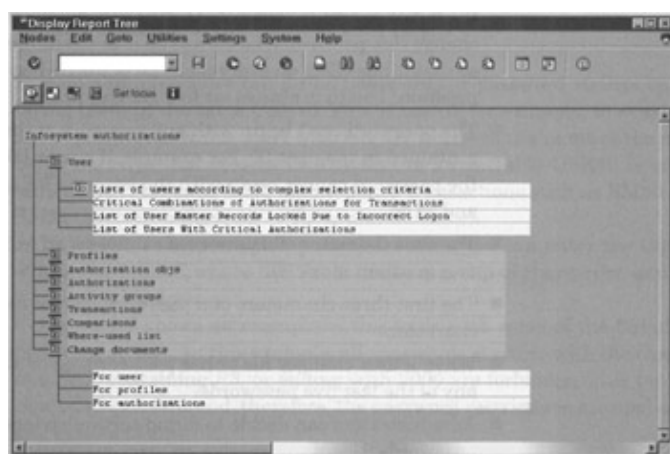 Display Report Tree
Nodes Edit Goto Utilities Settings System Help
Set focus
Infosystem authorizations
User
Lists of users according to complex selection criteria
Critical Combinations of Authorizations for Transactions
List of User Master Records Locked Due to Incorrect Logon
List of Users With Critical Authorizations
Profiles
Authorization objs
Authorizations
Activity groups
Transactions
Comparisons
Where-used list
Change documents
For user
For profiles
For authorizations